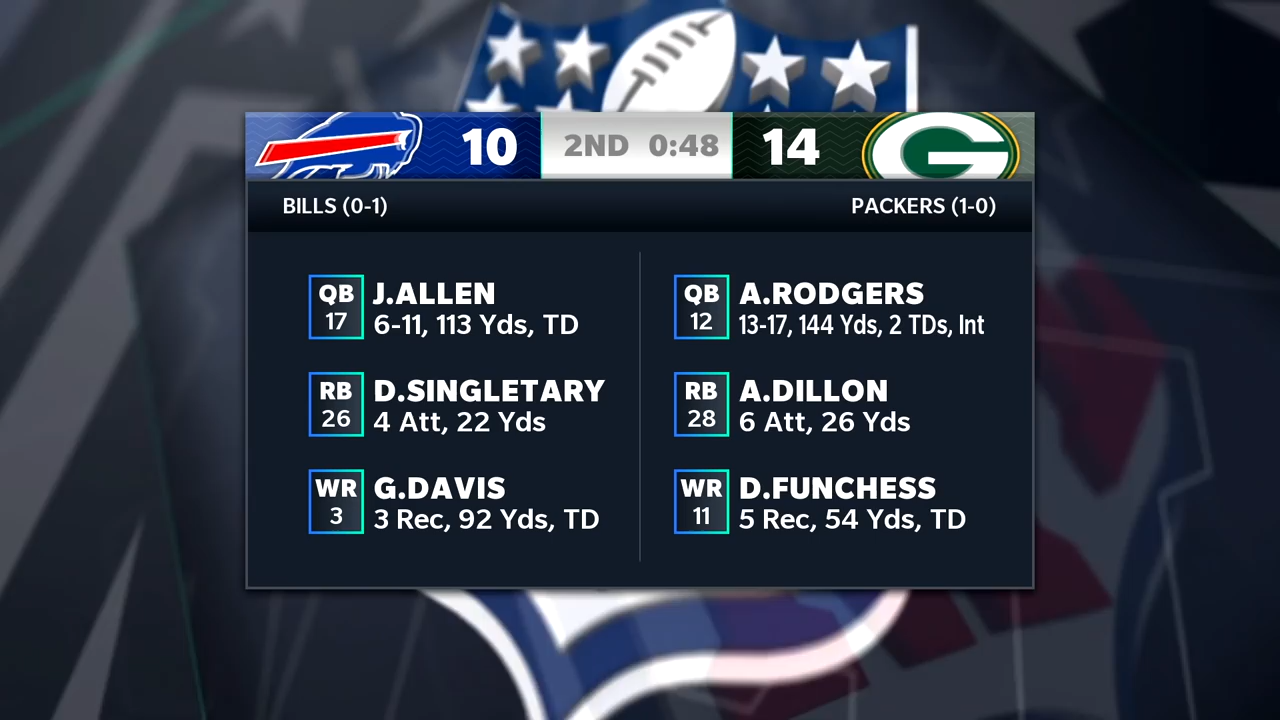 10 2ND 0:48 14 G
BILLS (0-1) PACKERS (1-0)
QB J.ALLEN
17 6-11, 113 Yds, TD
RB D.SINGLETARY
26 4 Att, 22 Yds
WR G.DAVIS
3 3 Rec, 92 Yds, TD
QB A.RODGERS
12 13-17, 144 Yds, 2 TDs, Int
RB A.DILLON
28 6 Att, 26 Yds
WR D.FUNCHESS
11 5 Rec, 54 Yds, TD